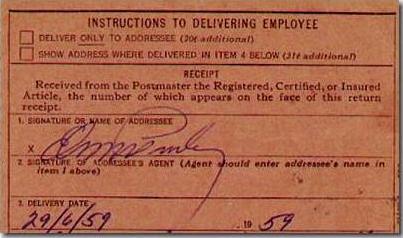 INSTRUCTIONS TO DELIVERING EMPLOYEE
DELIVER ONLY TO ADDRESSEE (50¢ additional)
SHOW ADDRESS WHERE DELIVERED IN ITEM 4 BELOW (31¢ additional)
RECEIPT
Received from the Postmaster the Registered, Certified, or Insured
Article, the number of which appears on the face of this return
receipt.
1. SIGNATURE OR NAME OF ADDRESSEE
X
2. SIGNATURE OF ADDRESSEE'S AGENT (Agent should enter addressee's name in
item 1 above)
3. DELIVERY DATE
29/6/59 19 59